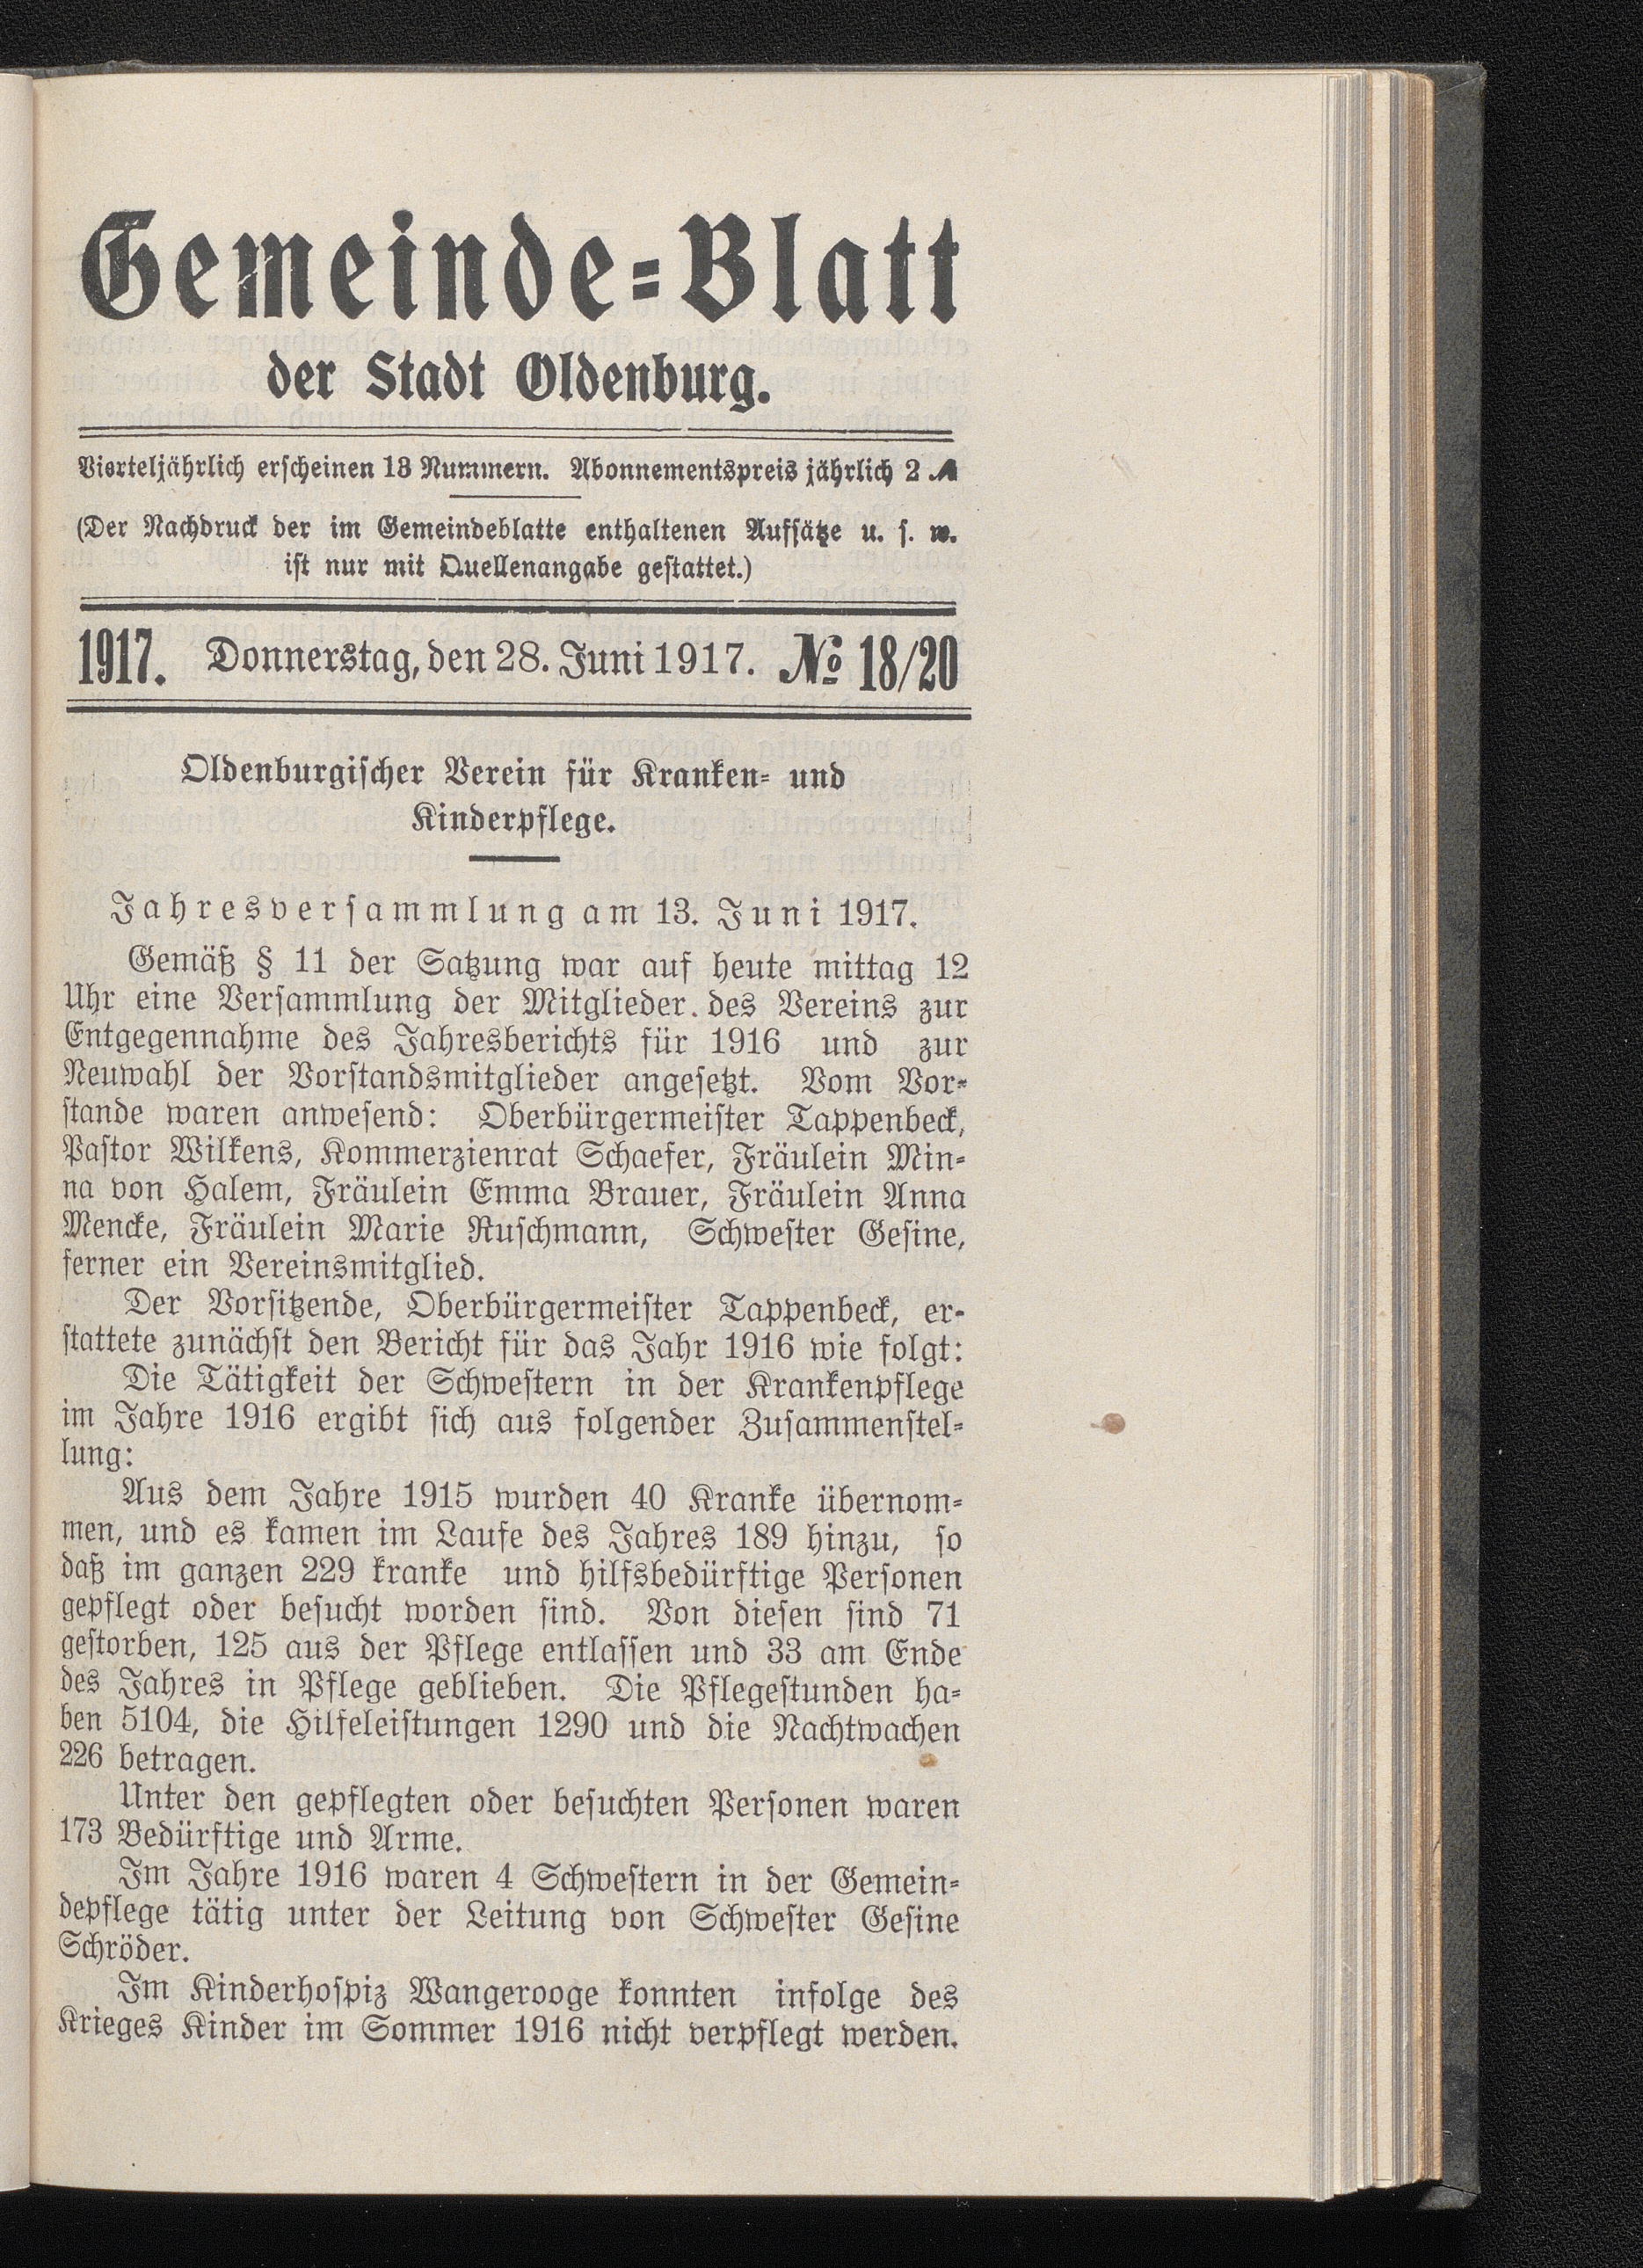 Gemeinde=Blatt
der Stadt Oldenburg.
Vierteljährlich erscheinen 13 Nummern. Abonnementspreis jährlich 2 ℳ
(Der Nachdruck der im Gemeindeblatte enthaltenen Aufsätze u. s. w.
ist nur mit Quellenangabe gestattet.)
1917. Donnerstag, den 28. Juni 1917. № 18/20
Oldenburgischer Verein für Kranken= und
Kinderpflege.
Jahresversammlung am 13. Juni 1917.
Gemäß § 11 der Satzung war auf heute mittag 12
Uhr eine Versammlung der Mitglieder des Vereins zur
Entgegennahme des Jahresberichts für 1916 und zur
Neuwahl der Vorstandsmitglieder angesetzt. Vom Vor=
stande waren anwesend: Oberbürgermeister Tappenbeck,
Pastor Wilkens, Kommerzienrat Schaefer, Fräulein Min=
na von Halem, Fräulein Emma Brauer, Fräulein Anna
Mencke, Fräulein Marie Ruschmann, Schwester Gesine,
ferner ein Vereinsmitglied.
Der Vorsitzende, Oberbürgermeister Tappenbeck, er=
stattete zunächst den Bericht für das Jahr 1916 wie folgt:
Die Tätigkeit der Schwestern in der Krankenpflege
im Jahre 1916 ergibt sich aus folgender Zusammenstel=
lung:
Aus dem Jahre 1915 wurden 40 Kranke übernom=
men, und es kamen im Laufe des Jahres 189 hinzu, so
daß im ganzen 229 kranke und hilfsbedürftige Personen
gepflegt oder besucht worden sind. Von diesen sind 71
gestorben, 125 aus der Pflege entlassen und 33 am Ende
des Jahres in Pflege geblieben. Die Pflegestunden ha=
ben 5104, die Hilfeleistungen 1290 und die Nachtwachen
226 betragen.
Unter den gepflegten oder besuchten Personen waren
173 Bedürftige und Arme.
Im Jahre 1916 waren 4 Schwestern in der Gemein=
depflege tätig unter der Leitung von Schwester Gesine
Schröder.
Im Kinderhospiz Wangerooge konnten infolge des
Krieges Kinder im Sommer 1916 nicht verpflegt werden.